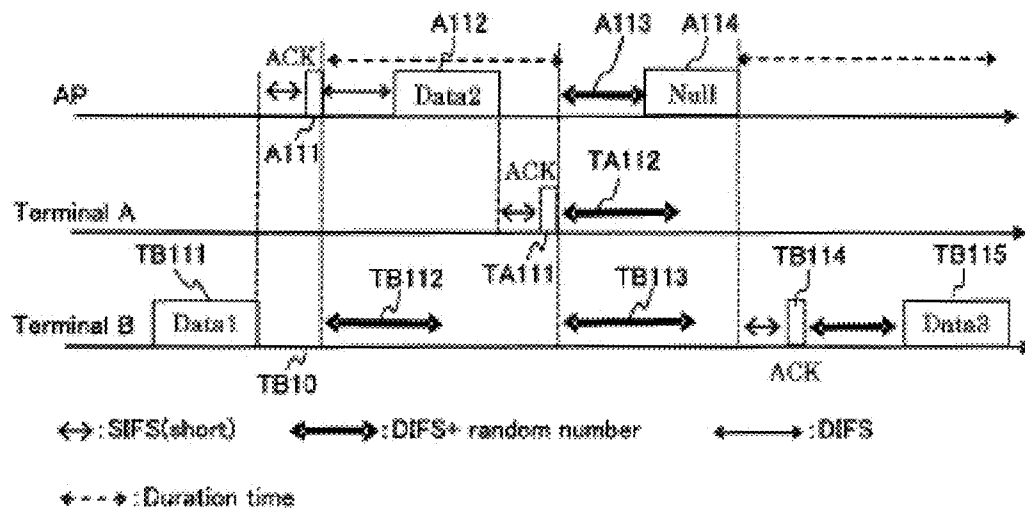 A112 A113 A114
ACK
AP Data2 Null
A111
ACK TA112
Terminal A
TB111 TA111 TB114 TB115
TB112 TB113
Terminal B Data1 Data3
TB10 ACK
:SIFS(short) :DIFS+ random number :DIFS
:Duration time